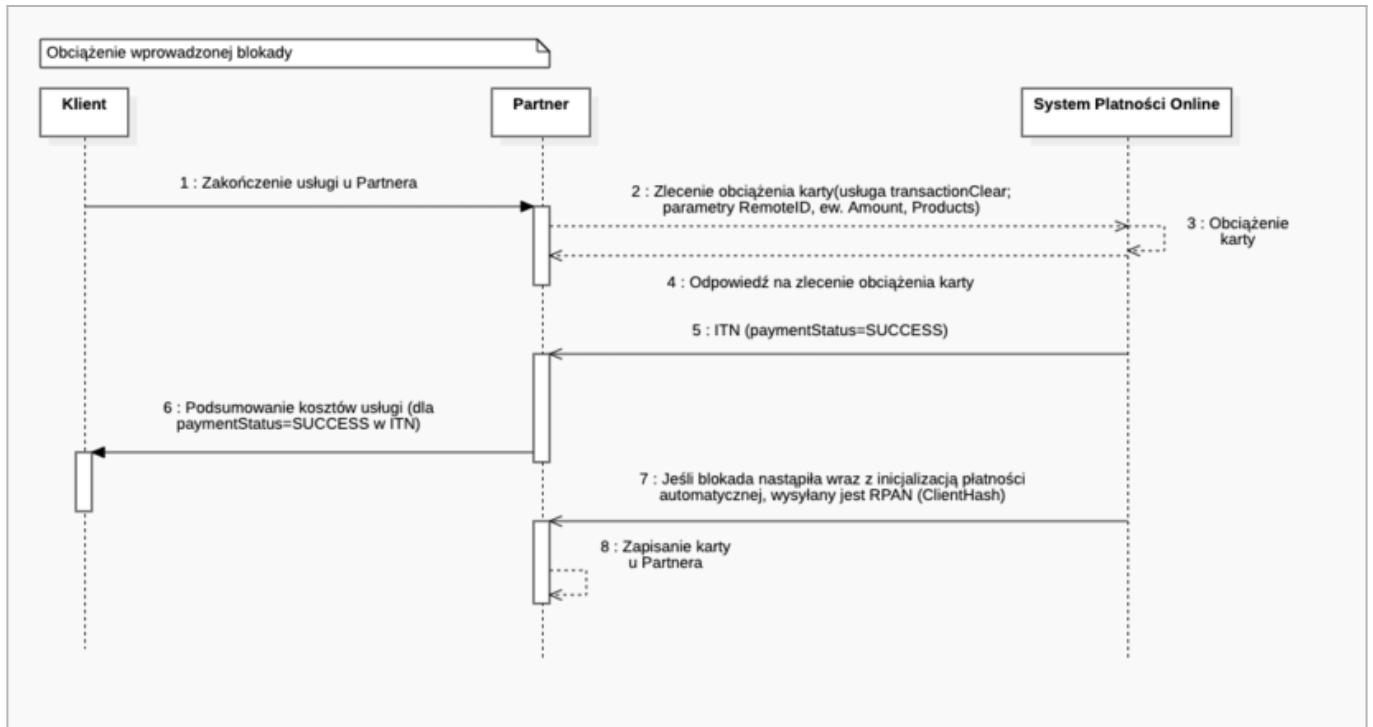 Obciążenie wprowadzonej blokady
Klient
Partner
System Płatności Online
1 : Zakończenie usługi u Partnera
2 : Zlecenie obciążenia karty(usługa transactionClear;
parametry RemoteID, ew. Amount, Products)
3 : Obciążenie
karty
4 : Odpowiedź na zlecenie obciążenia karty
5 : ITN (paymentStatus=SUCCESS)
6 : Podsumowanie kosztów usługi (dla
paymentStatus=SUCCESS w ITN)
7 : Jeśli blokada nastąpiła wraz z inicjalizacją płatności
automatycznej, wysyłany jest RPAN (ClientHash)
8 : Zapisanie karty
u Partnera